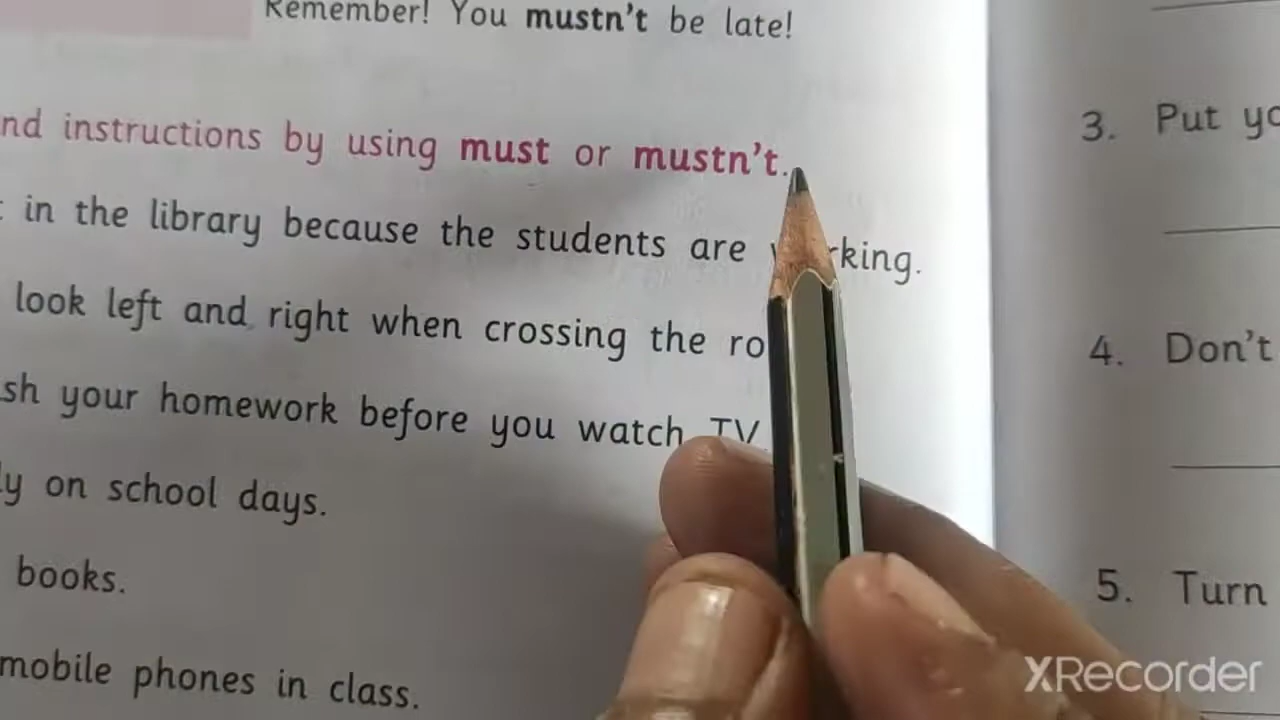 Remember! You mustn't be late!
nd instructions by using must or mustn't.
in the library because the students are
look left and right when crossing the
sh your homework before you watch TV
ly on school days.
books.
mobile phones in class.
3. Put
4. Don't
5. Turn
XRecorder